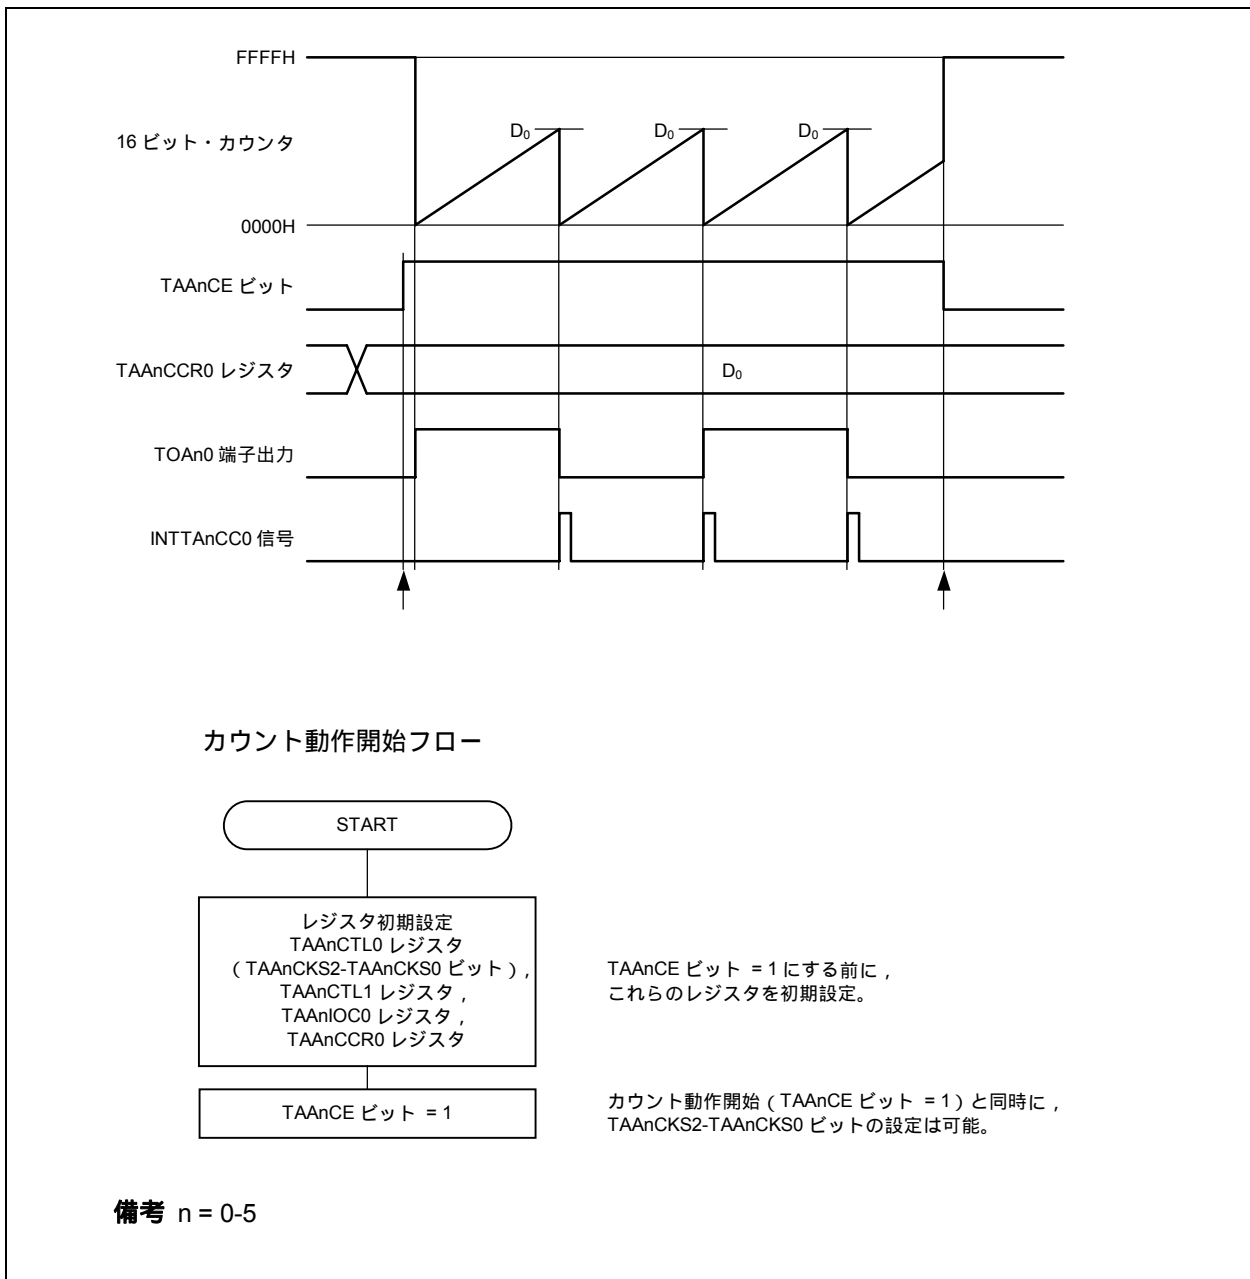 FFFFH
D₀ D₀ D₀
16 ビット・カウンタ
0000H
TAAnCE ビット
TAAnCCR0 レジスタ D₀
TOAn0 端子出力
INTTAnCC0 信号
カウント動作開始フロー
START
レジスタ初期設定
TAAnCTL0 レジスタ
(TAAnCKS2-TAAnCKS0 ビット),
TAAnCTL1 レジスタ,
TAAnIOC0 レジスタ,
TAAnCCR0 レジスタ
TAAnCE ビット = 1にする前に,
これらのレジスタを初期設定。
TAAnCE ビット = 1
カウント動作開始(TAAnCE ビット = 1)と同時に,
TAAnCKS2-TAAnCKS0 ビットの設定は可能。
備考 n = 0-5